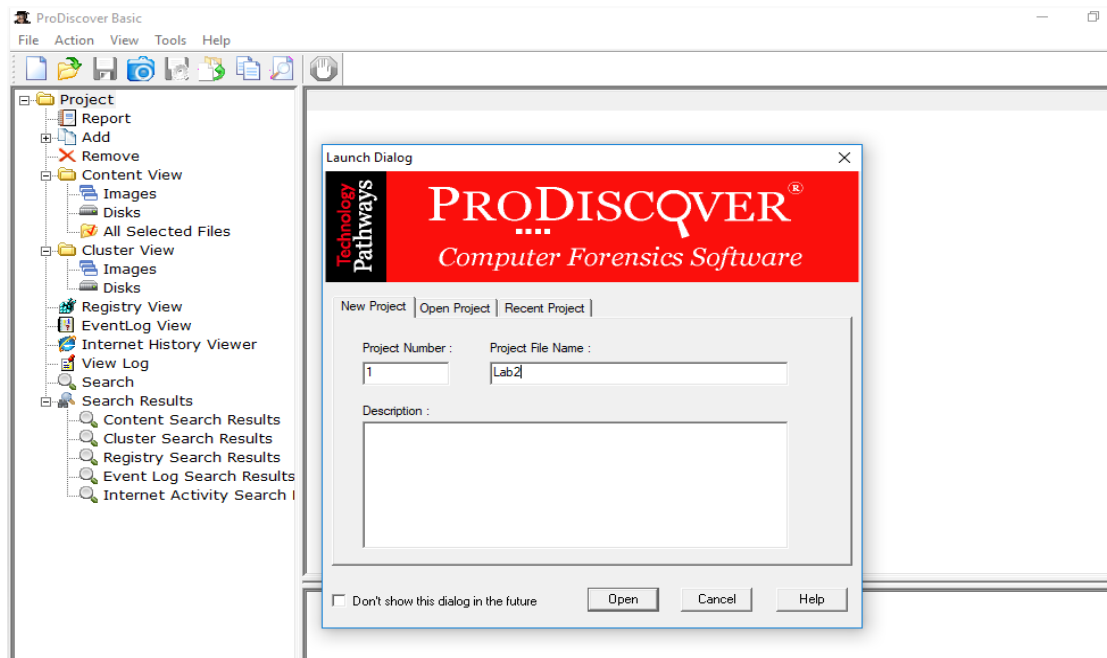 ProDiscover Basic
File Action View Tools Help
Project
Report
Add
Remove
Content View
Images
Disks
All Selected Files
Cluster View
Images
Disks
Registry View
EventLog View
Internet History Viewer
View Log
Search
Search Results
Content Search Results
Cluster Search Results
Registry Search Results
Event Log Search Results
Internet Activity Search
Launch Dialog
Technology
Pathways
PRODISCOVER®
Computer Forensics Software
New Project Open Project Recent Project
Project Number : Project File Name :
1 Lab2
Description :
Don't show this dialog in the future Open Cancel Help